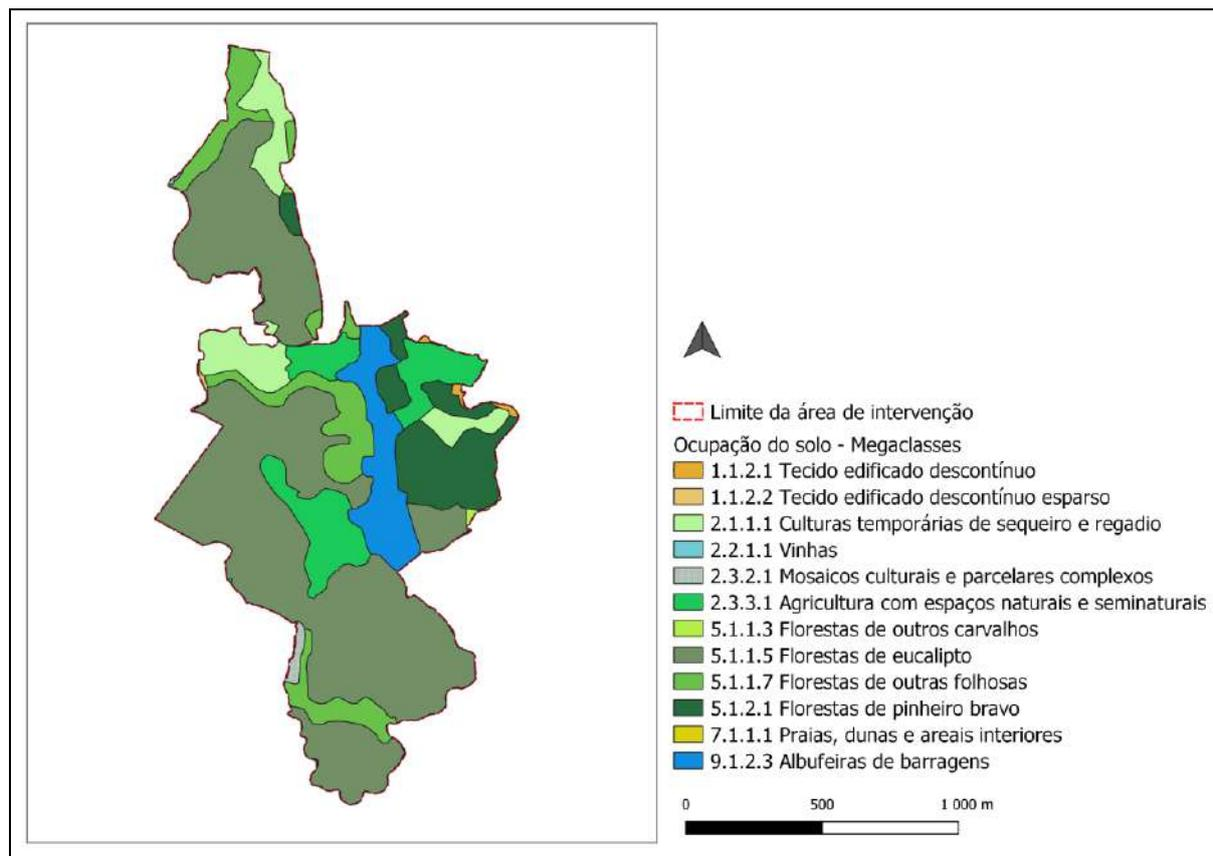 Limite da área de intervenção
Ocupação do solo - Megaclasses
1.1.2.1 Tecido edificado descontínuo
1.1.2.2 Tecido edificado descontínuo esparso
2.1.1.1 Culturas temporárias de sequeiro e regadio
2.2.1.1 Vinhas
2.3.2.1 Mosaicos culturais e parcelares complexos
2.3.3.1 Agricultura com espaços naturais e seminaturais
5.1.1.3 Florestas de outros carvalhos
5.1.1.5 Florestas de eucalipto
5.1.1.7 Florestas de outras folhosas
5.1.2.1 Florestas de pinheiro bravo
7.1.1.1 Praias, dunas e areais interiores
9.1.2.3 Albufeiras de barragens
0 500 1 000 m